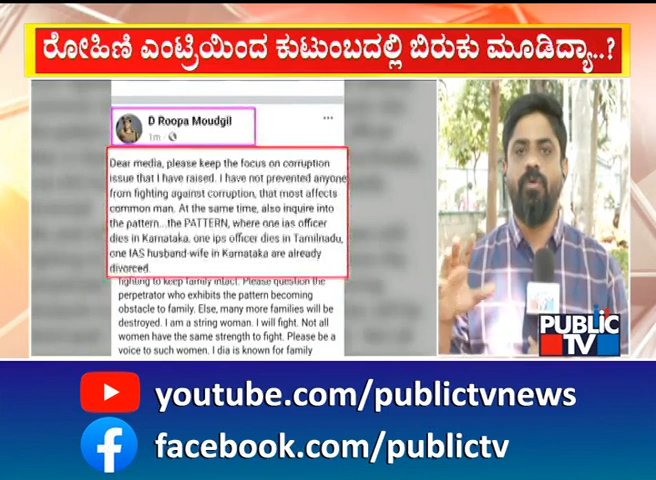 ರೋಹಿಣಿ ಎಂಟ್ರಿಯಿಂದ ಕುಟುಂಬದಲ್ಲಿ ಬಿರುಕು ಮೂಡಿದ್ಯಾ..?
D Roopa Moudgil
1m
Dear media, please keep the focus on corruption
issue that I have raised. I have not prevented anyone
from fighting against corruption, that most affects
common man. At the same time, also inquire into
the pattern...the PATTERN, where one ias officer
dies in Karnataka, one ips officer dies in Tamilnadu,
one IAS husband-wife in Karnataka are already
divorced.
fighting to keep family intact. Please question the
perpetrator who exhibits the pattern becoming
obstacle to family. Else, many more families will be
destroyed. I am a string woman. I will fight. Not all
women have the same strength to fight. Please be a
voice to such women. I dia is known for family
PUBLIC
TV
youtube.com/publictvnews
facebook.com/publictv